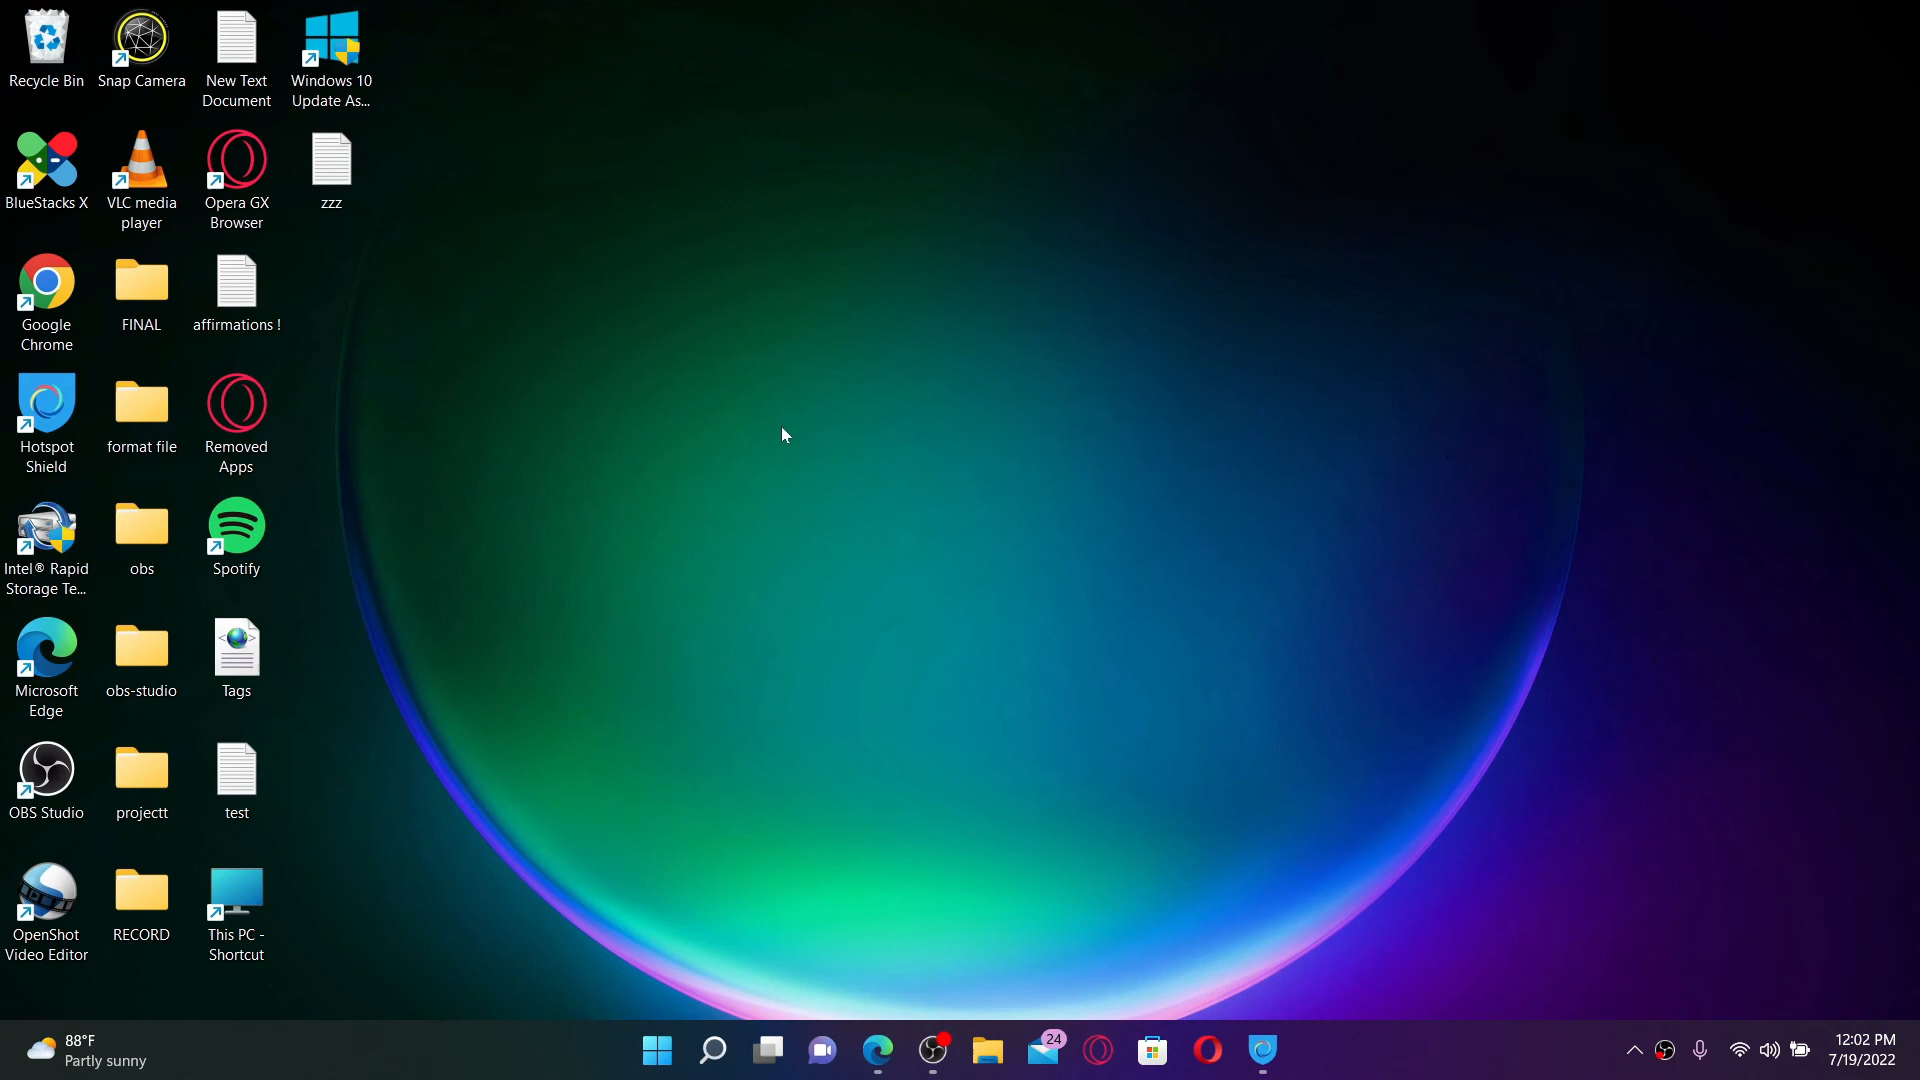 Recycle Bin
Snap Camera
New Text
Document
Windows 10
Update As...
BlueStacks X
VLC media
player
Opera GX
Browser
zzz
Google
Chrome
FINAL
affirmations !
Hotspot
Shield
format file
Removed
Apps
Intel® Rapid
Storage Te...
obs
Spotify
Microsoft
Edge
obs-studio
Tags
OBS Studio
projectt
test
OpenShot
Video Editor
RECORD
This PC -
Shortcut
88°F
Partly sunny
24
12:02 PM
7/19/2022